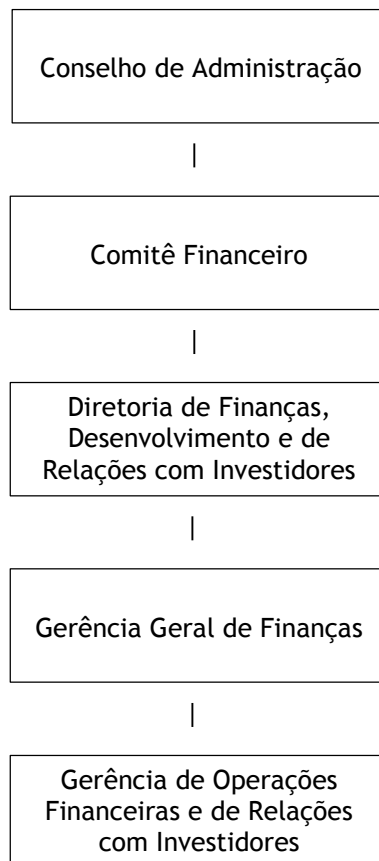 Conselho de Administração
|
Comitê Financeiro
|
Diretoria de Finanças,
Desenvolvimento e de
Relações com Investidores
|
Gerência Geral de Finanças
|
Gerência de Operações
Financeiras e de Relações
com Investidores